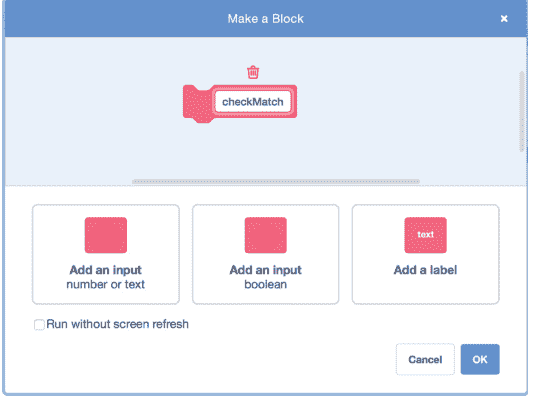 Make a Block
checkMatch
text
Add an input
number or text
Add an input
boolean
Add a label
Run without screen refresh
Cancel
OK